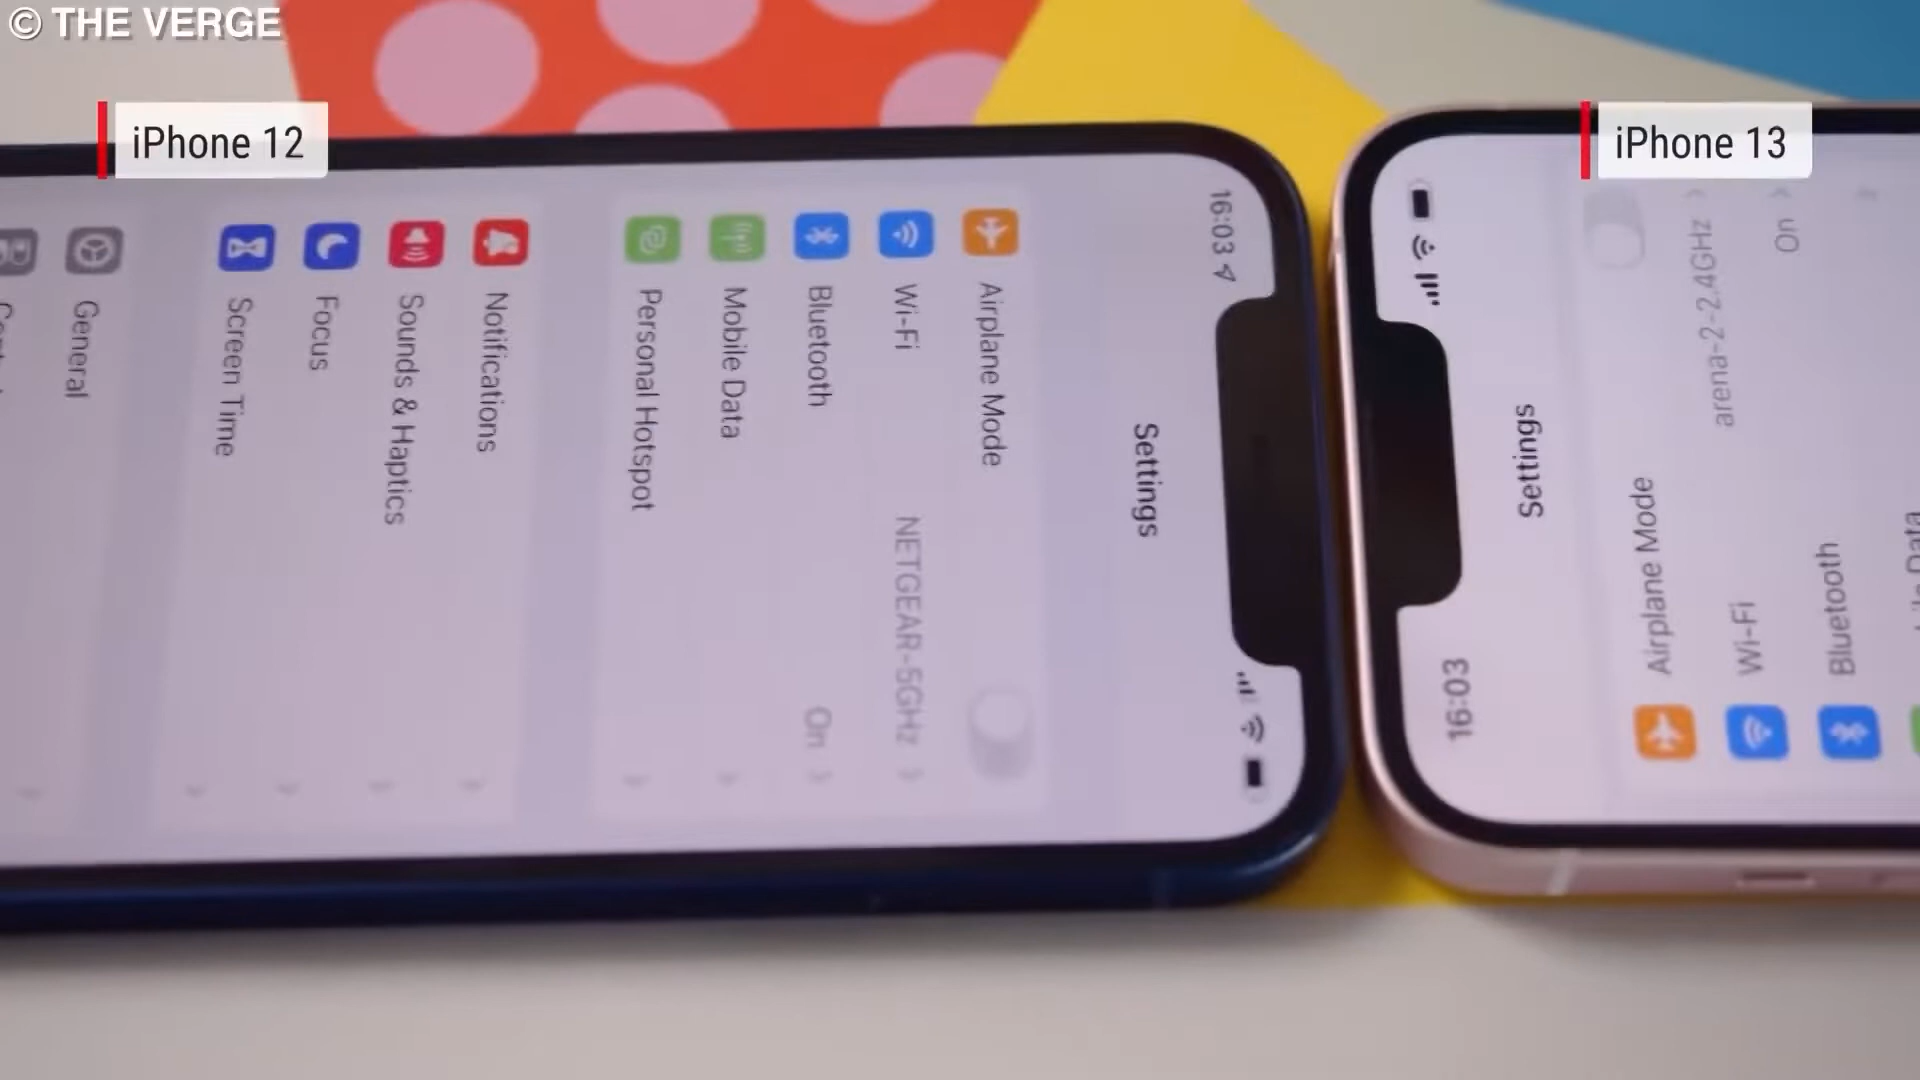 © THE VERGE
iPhone 12
iPhone 13
16:03
Settings
Airplane Mode
Wi-Fi NETGEAR-5GHz
Bluetooth On
Mobile Data
Personal Hotspot
Notifications
Sounds & Haptics
Focus
Screen Time
General
16:03
Settings
Airplane Mode
Wi-Fi arena-2-2.4GHz
Bluetooth On
Data